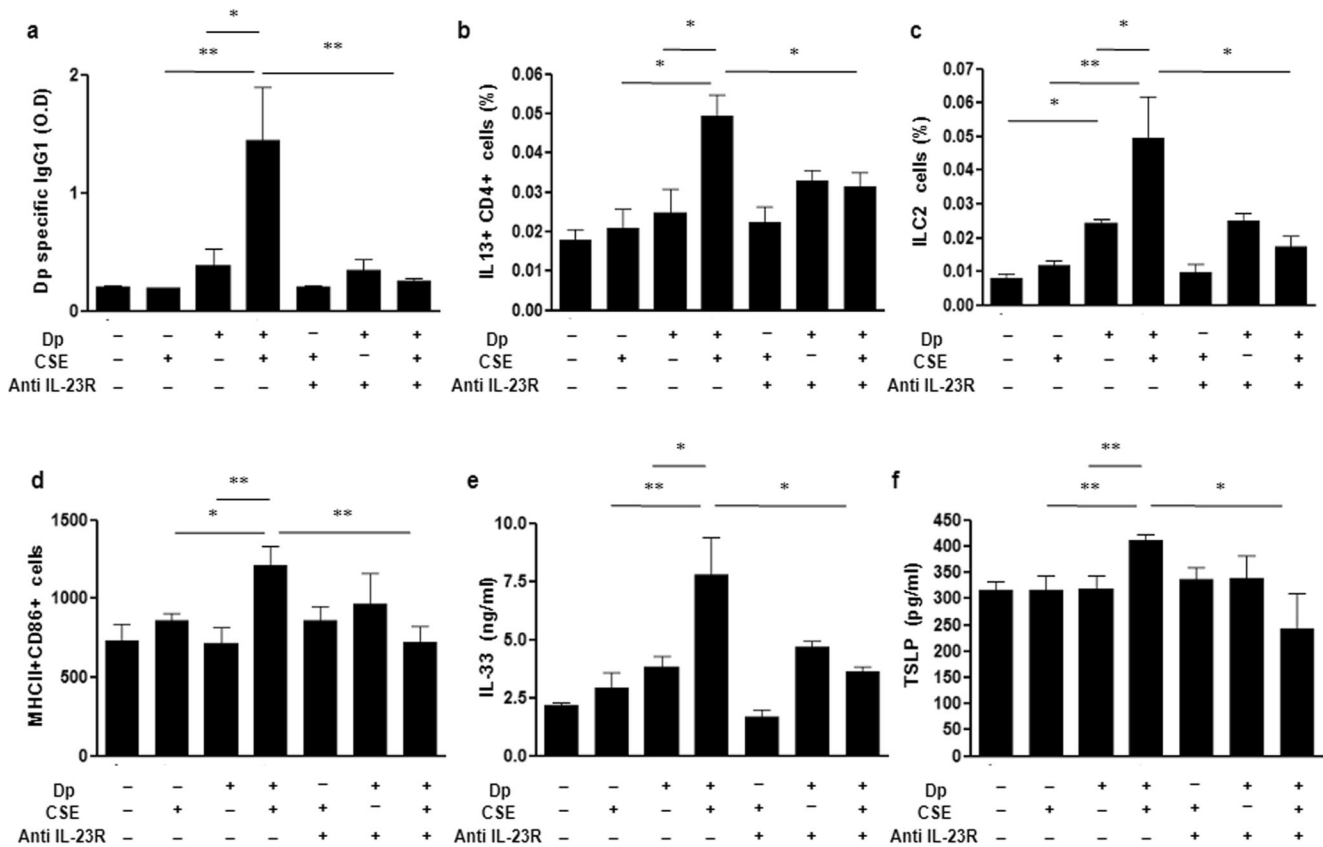 a
*
**
**
Dp specific IgG1 (O.D)
2
1
0
Dp – – + + – + +
CSE – + – + + – +
Anti IL-23R – – – – + + +
b
*
*
*
IL13+ CD4+ cells (%)
0.06
0.05
0.04
0.03
0.02
0.01
0.00
Dp – – + + – + +
CSE – + – + + – +
Anti IL-23R – – – – + + +
c
*
**
*
*
ILC2 cells (%)
0.07
0.06
0.05
0.04
0.03
0.02
0.01
0.00
Dp – – + + – + +
CSE – + – + + – +
Anti IL-23R – – – – + + +
d
**
*
**
MHCII+CD86+ cells
1500
1000
500
0
Dp – – + + – + +
CSE – + – + + – +
Anti IL-23R – – – – + + +
e
*
**
*
IL-33 (ng/ml)
10.0
7.5
5.0
2.5
0.0
Dp – – + + – + +
CSE – + – + + – +
Anti IL-23R – – – – + + +
f
**
**
*
TSLP (pg/ml)
450
400
350
300
250
200
150
100
50
0
Dp – – + + – + +
CSE – + – + + – +
Anti IL-23R – – – – + + +